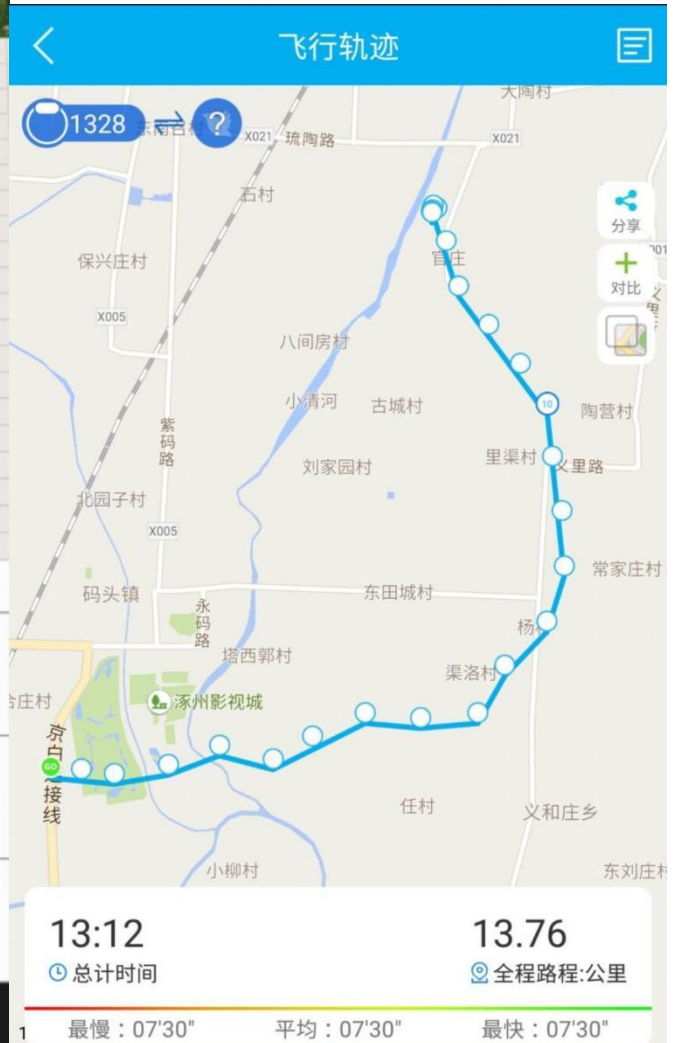 飞行轨迹
大陶村
1328
?
X021
琉陶路
X021
石村
分享
官庄
保兴庄村
对比
X005
八间房村
小清河
古城村
10
陶营村
紫码路
里渠村
义里路
刘家园村
北园子村
X005
常家庄村
码头镇
东田城村
永码路
塔西郭村
渠洛村
涿州影视城
GO
任村
义和庄乡
小柳村
东刘庄村
13:12
13.76
总计时间
全程路程:公里
1
最慢：07'30"
平均：07'30"
最快：07'30"